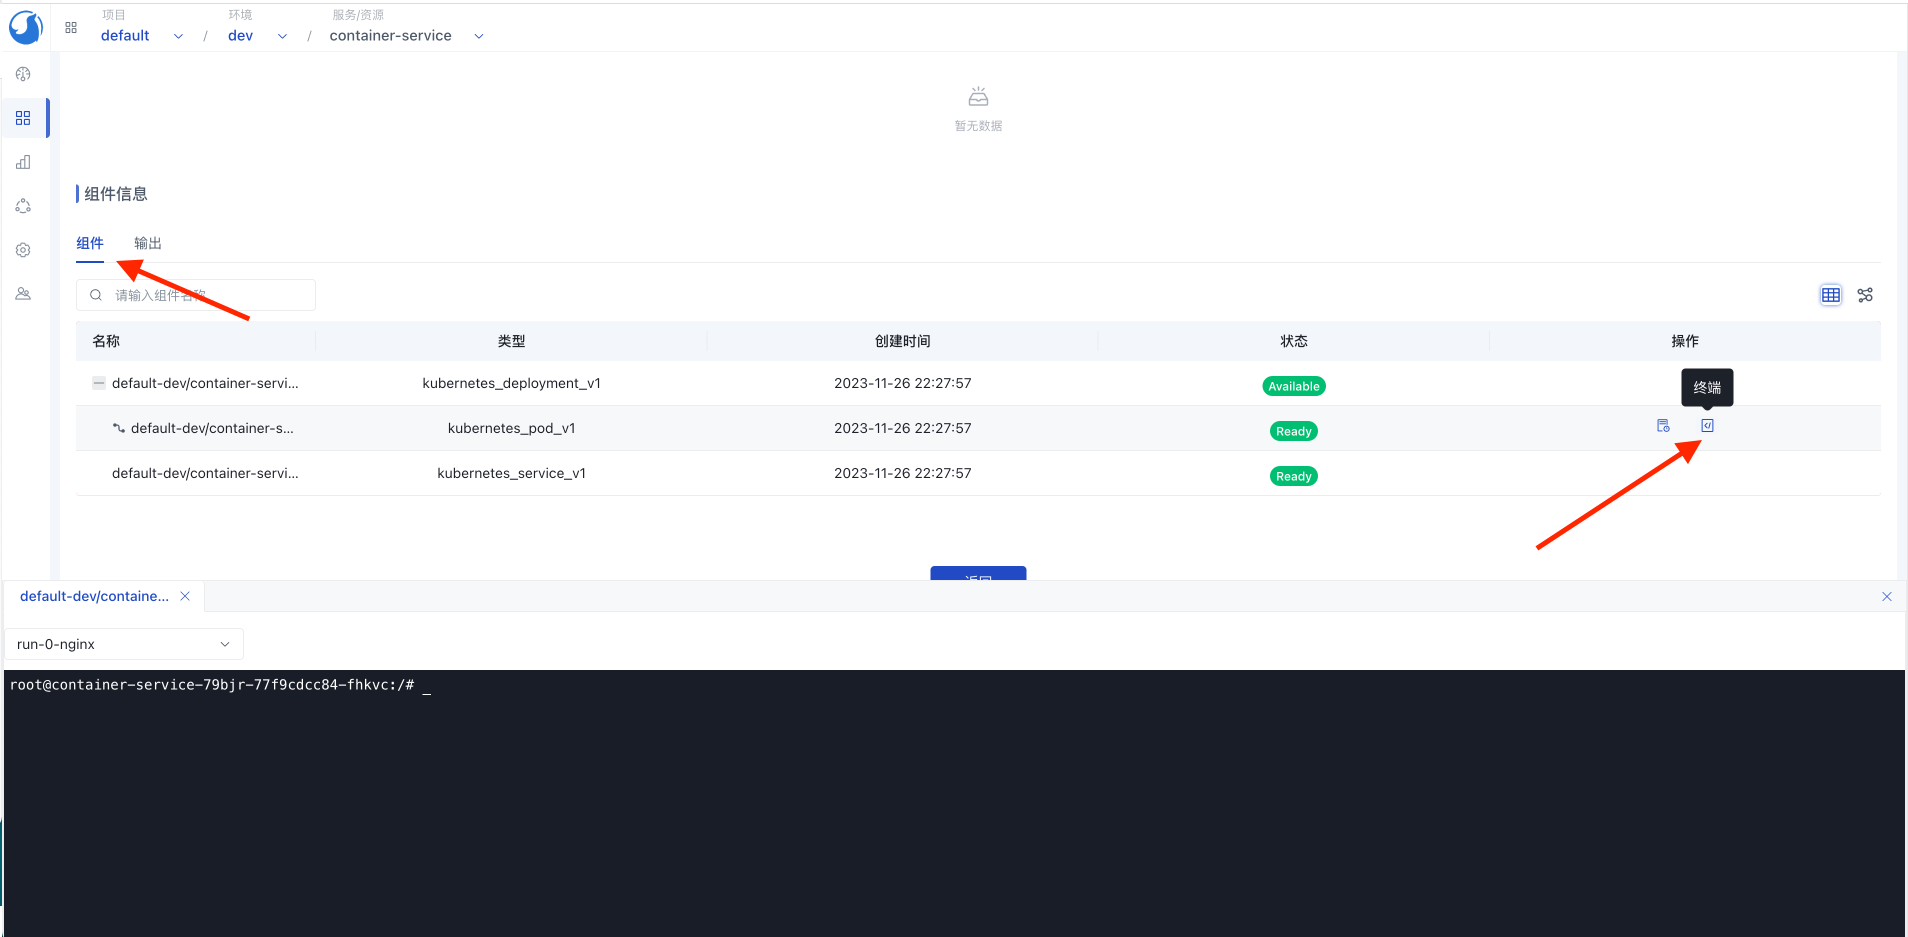 项目 环境 服务/资源
default / dev / container-service
暂无数据
组件信息
组件 输出
请输入组件名称
名称 类型 创建时间 状态 操作
default-dev/container-servi... kubernetes_deployment_v1 2023-11-26 22:27:57 Available
终端
default-dev/container-s... kubernetes_pod_v1 2023-11-26 22:27:57 Ready
default-dev/container-servi... kubernetes_service_v1 2023-11-26 22:27:57 Ready
返回
default-dev/containe...
run-0-nginx
root@container-service-79bjr-77f9cdcc84-fhkvc:/# _